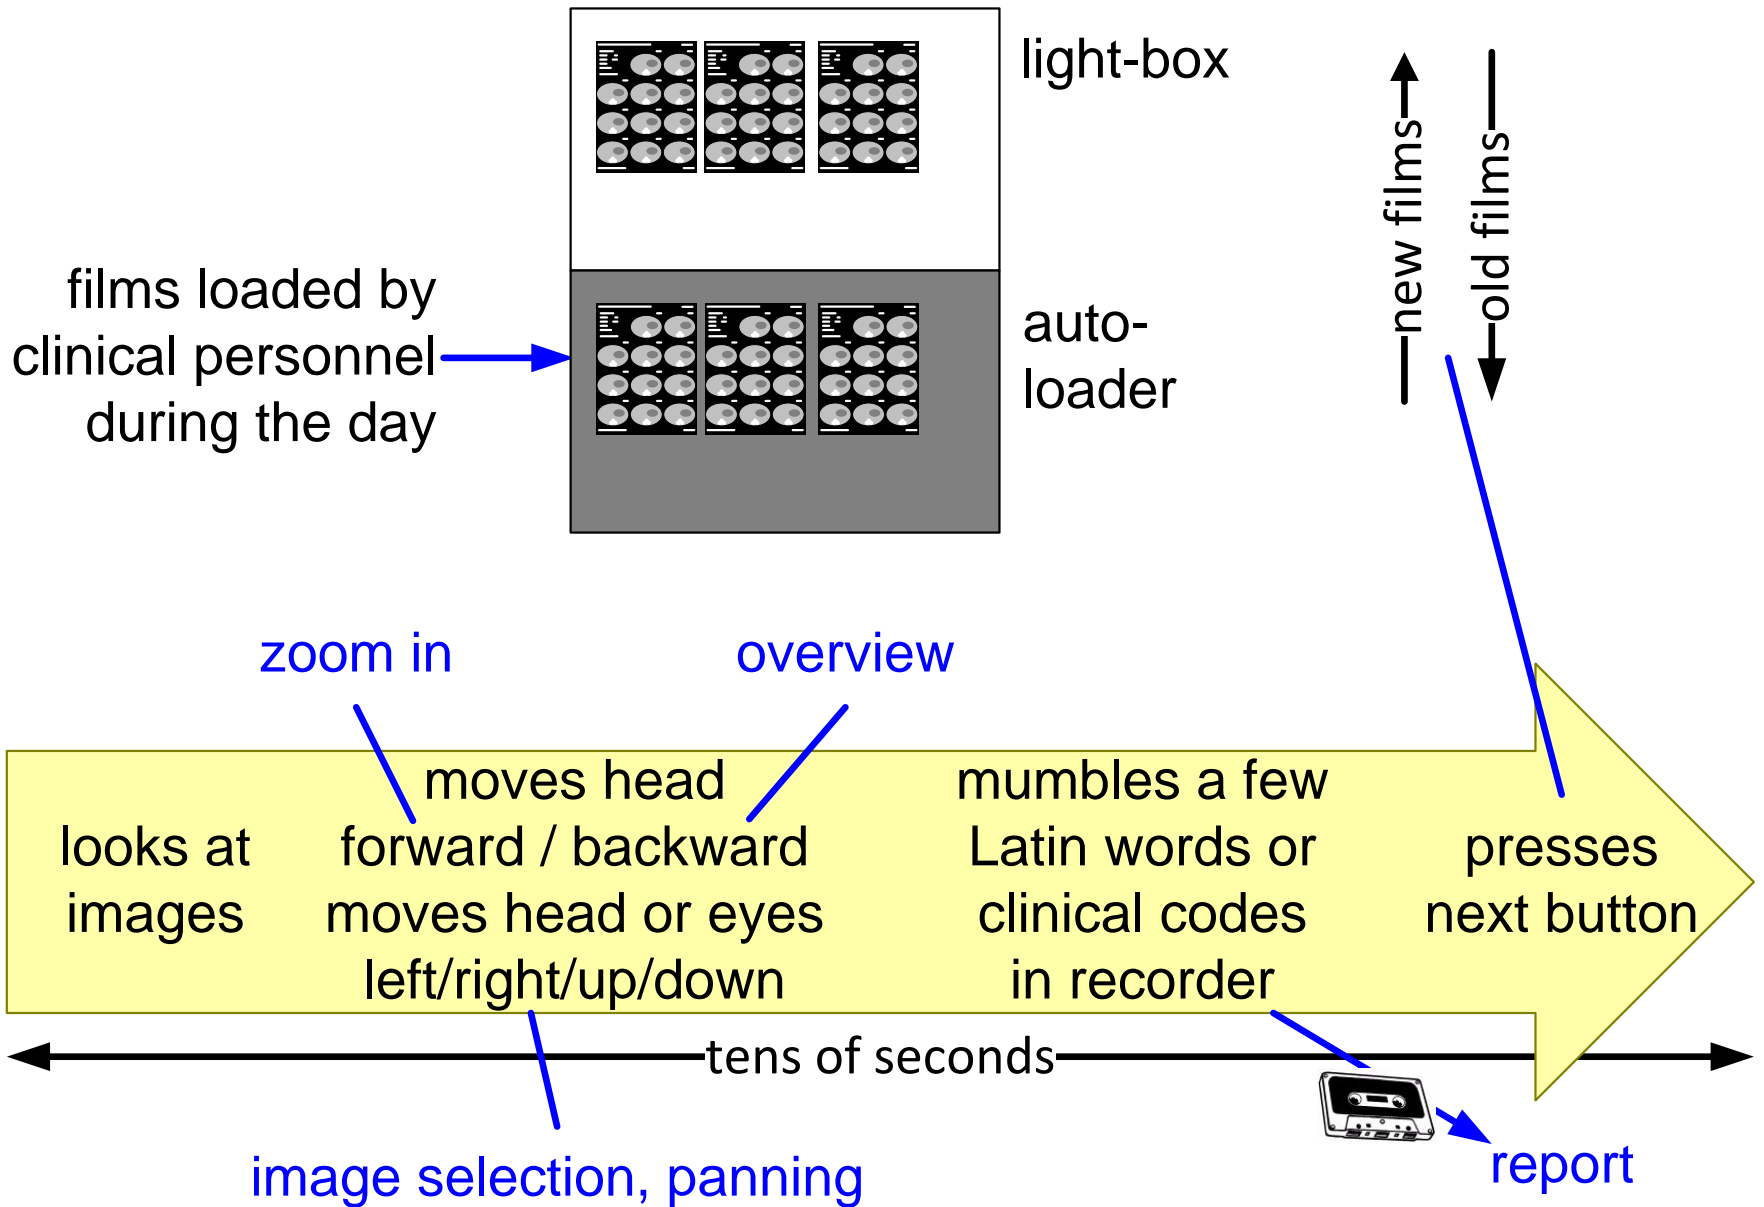 light-box
new films
old films
films loaded by
clinical personnel
during the day
auto-
loader
zoom in
overview
looks at
images
moves head
forward / backward
moves head or eyes
left/right/up/down
mumbles a few
Latin words or
clinical codes
in recorder
presses
next button
tens of seconds
image selection, panning
report